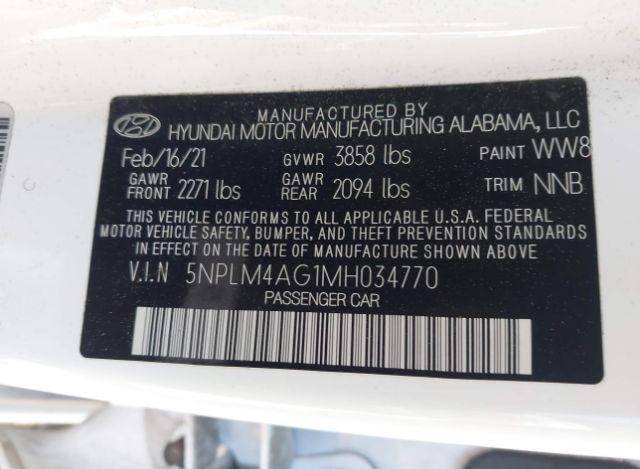 MANUFACTURED BY
HYUNDAI MOTOR MANUFACTURING ALABAMA, LLC
Feb/16/21 GVWR 3858 lbs PAINT WW8
GAWR FRONT 2271 lbs GAWR REAR 2094 lbs TRIM NNB
THIS VEHICLE CONFORMS TO ALL APPLICABLE U.S.A. FEDERAL
MOTOR VEHICLE SAFETY, BUMPER, AND THEFT PREVENTION STANDARDS
IN EFFECT ON THE DATE OF MANUFACTURE SHOWN ABOVE.
V.I.N 5NPLM4AG1MH034770
PASSENGER CAR